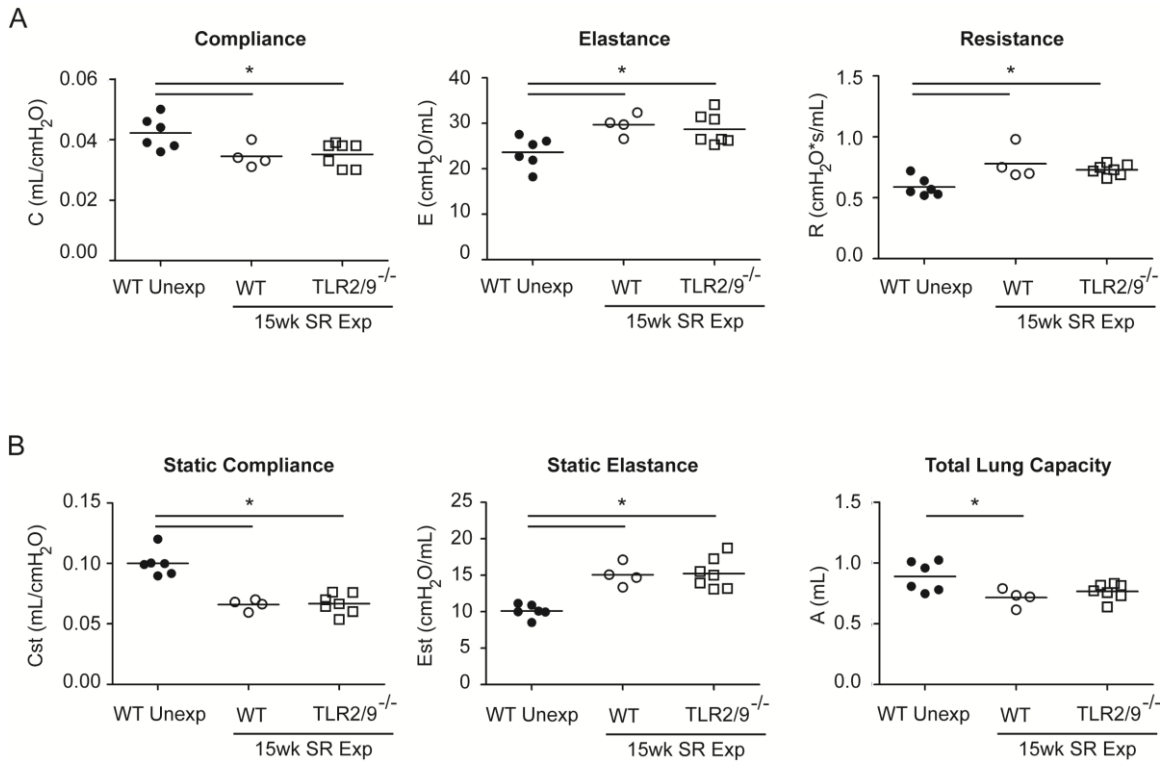 A
Compliance
Elastance
Resistance
*
*
*
C (mL/cmH₂O)
0.06
0.04
0.02
0.00
E (cmH₂O/mL)
40
30
20
10
0
R (cmH₂O*s/mL)
1.5
1.0
0.5
0.0
WT Unexp WT TLR2/9⁻/⁻
15wk SR Exp
WT Unexp WT TLR2/9⁻/⁻
15wk SR Exp
WT Unexp WT TLR2/9⁻/⁻
15wk SR Exp
B
Static Compliance
Static Elastance
Total Lung Capacity
*
*
*
Cst (mL/cmH₂O)
0.15
0.10
0.05
0.00
Est (cmH₂O/mL)
25
20
15
10
5
0
A (mL)
1.5
1.0
0.5
0.0
WT Unexp WT TLR2/9⁻/⁻
15wk SR Exp
WT Unexp WT TLR2/9⁻/⁻
15wk SR Exp
WT Unexp WT TLR2/9⁻/⁻
15wk SR Exp